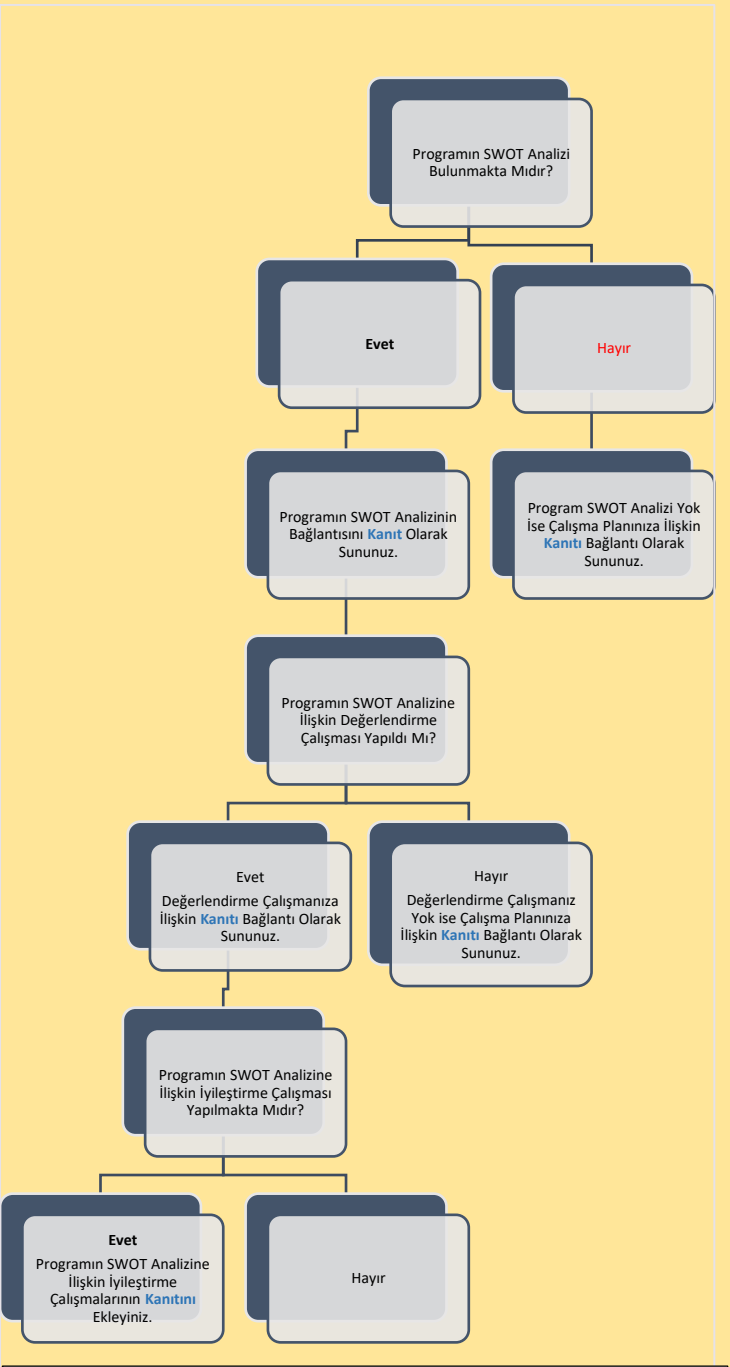 Programın SWOT Analizi
Bulunmakta Mıdır?
Evet
Hayır
Programın SWOT Analizinin
Bağlantısını Kanıt Olarak
Sununuz.
Program SWOT Analizi Yok
İse Çalışma Planınıza İlişkin
Kanıtı Bağlantı Olarak
Sununuz.
Programın SWOT Analizine
İlişkin Değerlendirme
Çalışması Yapıldı Mı?
Evet
Değerlendirme Çalışmanıza
İlişkin Kanıtı Bağlantı Olarak
Sununuz.
Hayır
Değerlendirme Çalışmanız
Yok ise Çalışma Planınıza
İlişkin Kanıtı Bağlantı Olarak
Sununuz.
Programın SWOT Analizine
İlişkin İyileştirme Çalışması
Yapılmakta Mıdır?
Evet
Programın SWOT Analizine
İlişkin İyileştirme
Çalışmalarının Kanıtını
Ekleyiniz.
Hayır